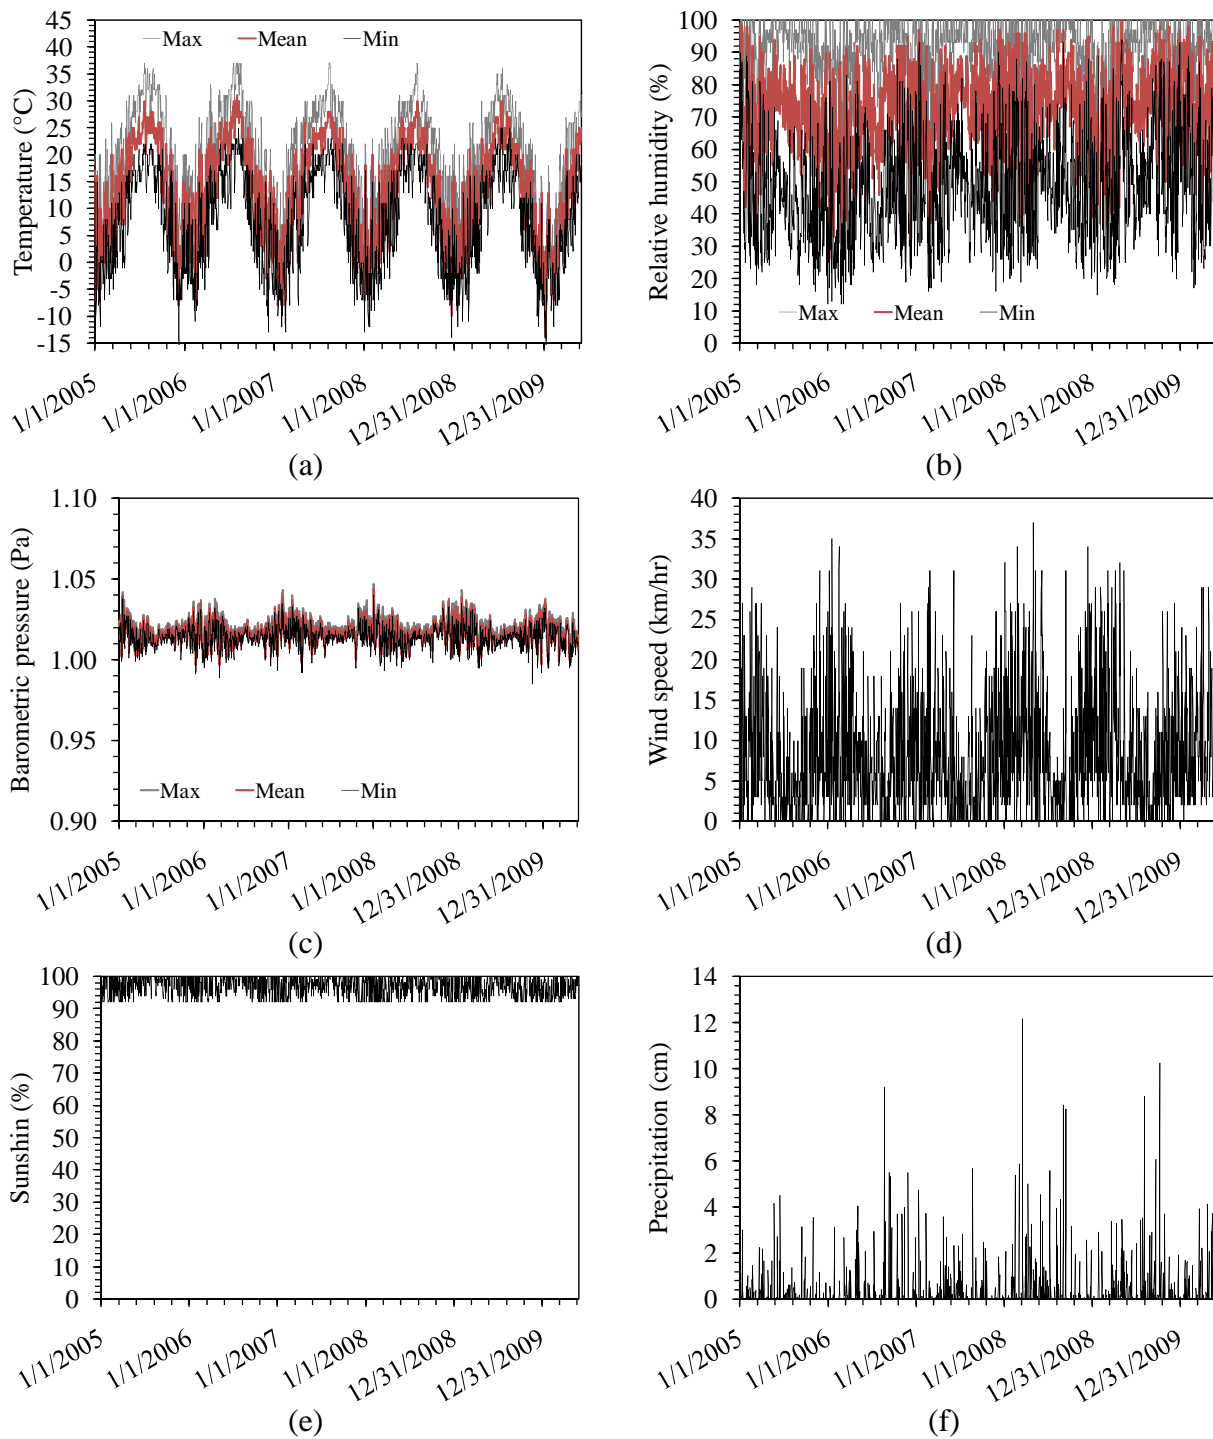 45
40
35
30
25
20
15
10
5
0
-5
-10
-15
Temperature (°C)
Max Mean Min
1/1/2005 1/1/2006 1/1/2007 1/1/2008 12/31/2008 12/31/2009
(a)
100
90
80
70
60
50
40
30
20
10
0
Relative humidity (%)
Max Mean Min
1/1/2005 1/1/2006 1/1/2007 1/1/2008 12/31/2008 12/31/2009
(b)
1.10
1.05
1.00
0.95
0.90
Barometric pressure (Pa)
Max Mean Min
1/1/2005 1/1/2006 1/1/2007 1/1/2008 12/31/2008 12/31/2009
(c)
40
35
30
25
20
15
10
5
0
Wind speed (km/hr)
1/1/2005 1/1/2006 1/1/2007 1/1/2008 12/31/2008 12/31/2009
(d)
100
90
80
70
60
50
40
30
20
10
0
Sunshin (%)
1/1/2005 1/1/2006 1/1/2007 1/1/2008 12/31/2008 12/31/2009
(e)
14
12
10
8
6
4
2
0
Precipitation (cm)
1/1/2005 1/1/2006 1/1/2007 1/1/2008 12/31/2008 12/31/2009
(f)